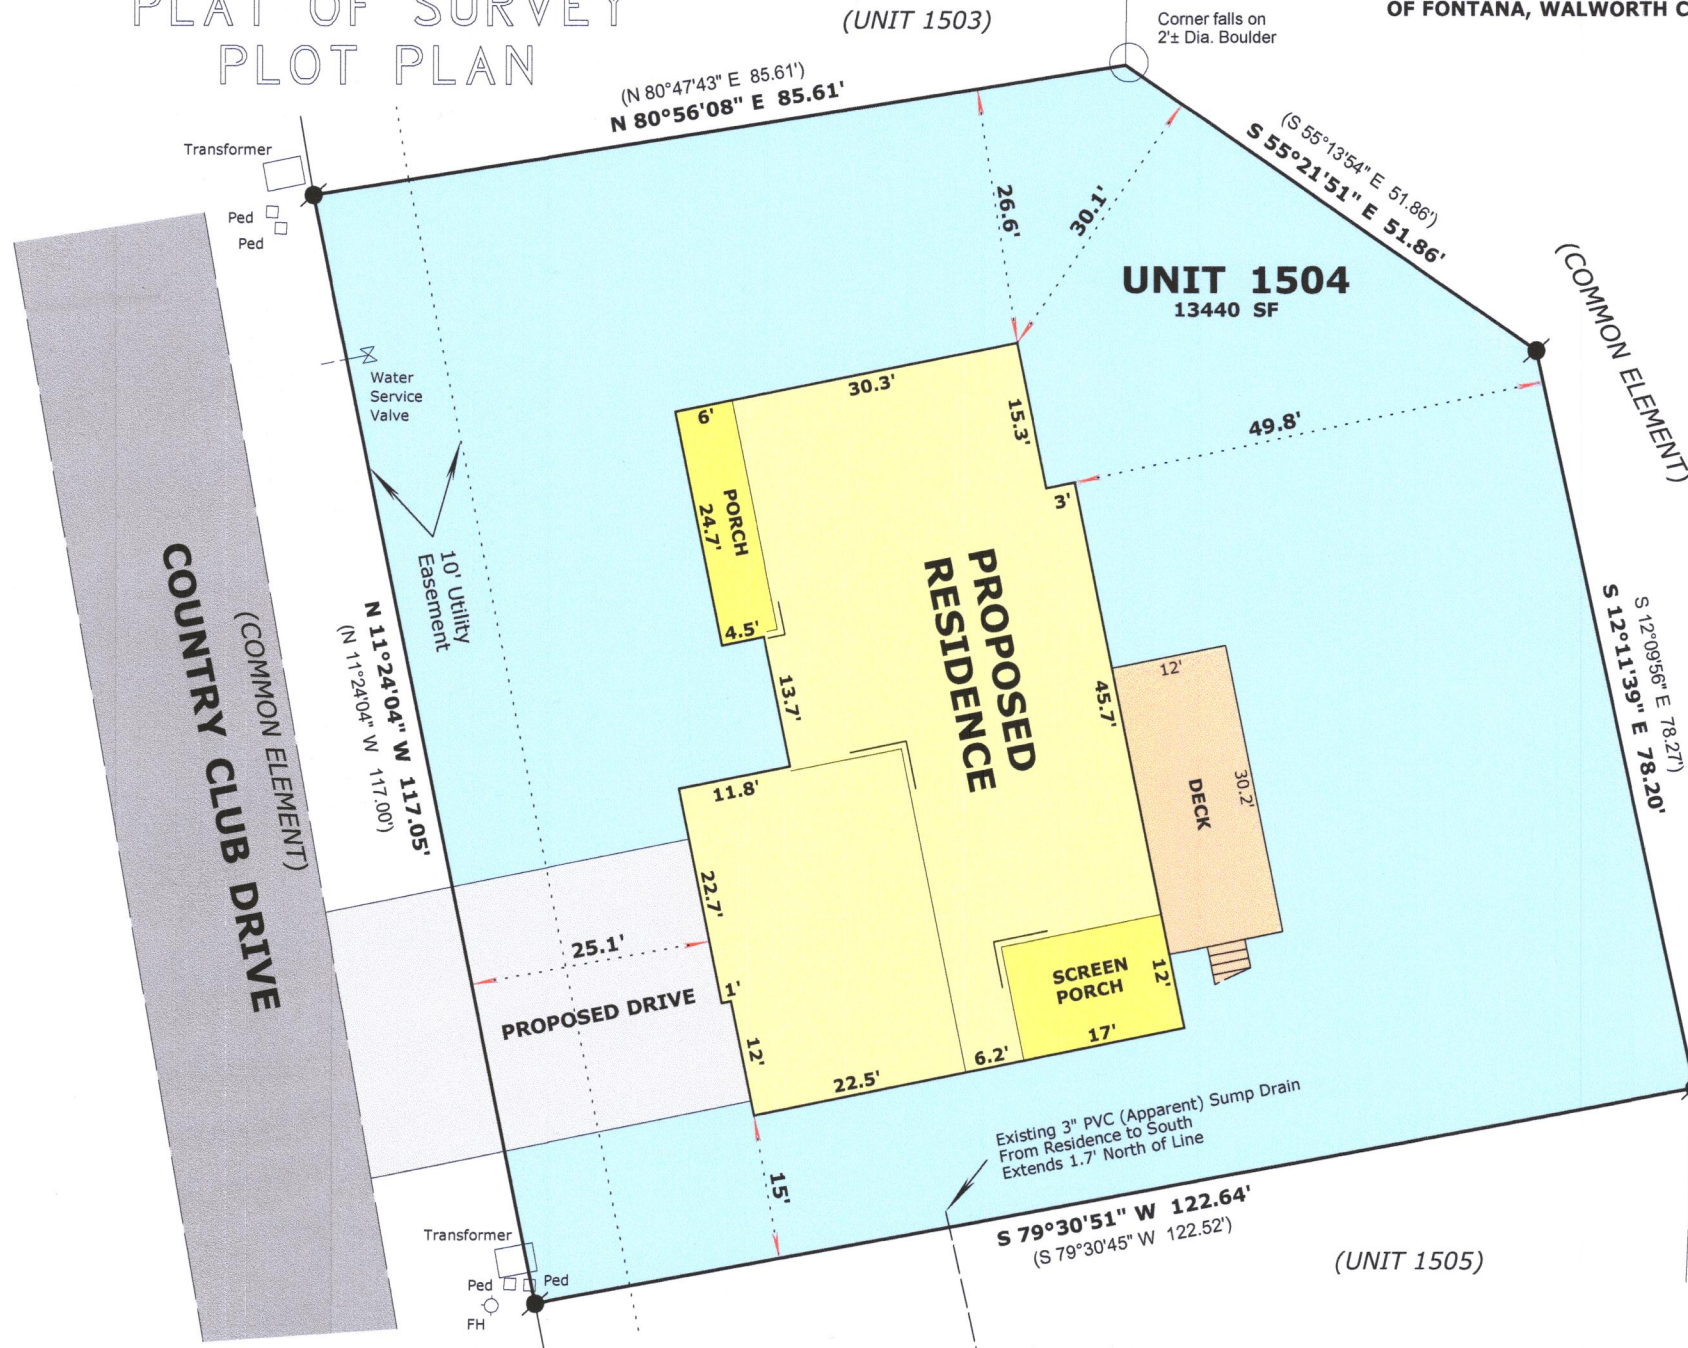 PLAT OF SURVEY
PLOT PLAN
(UNIT 1503)
Corner falls on
2'± Dia. Boulder
OF FONTANA, WALWORTH C
(N 80°47'43" E 85.61')
N 80°56'08" E 85.61'
(S 55°13'54" E 51.86')
S 55°21'51" E 51.86'
Transformer
Ped
Ped
26.6'
30.1'
UNIT 1504
13440 SF
(COMMON ELEMENT)
Water
Service
Valve
30.3'
6'
15.3'
49.8'
3'
PORCH
24.7'
4.5'
10' Utility
Easement
PROPOSED
RESIDENCE
COUNTRY CLUB DRIVE
(COMMON ELEMENT)
N 11°24'04" W 117.05'
(N 11°24'04" W 117.00')
S 12°09'56" E 78.27')
S 12°11'39" E 78.20'
13.7'
45.7'
12'
DECK
30.2'
11.8'
22.7'
25.1'
PROPOSED DRIVE
1'
12'
SCREEN
PORCH
12'
17'
6.2'
22.5'
15'
Existing 3" PVC (Apparent) Sump Drain
From Residence to South
Extends 1.7' North of Line
S 79°30'51" W 122.64'
(S 79°30'45" W 122.52')
(UNIT 1505)
Transformer
Ped
Ped
FH